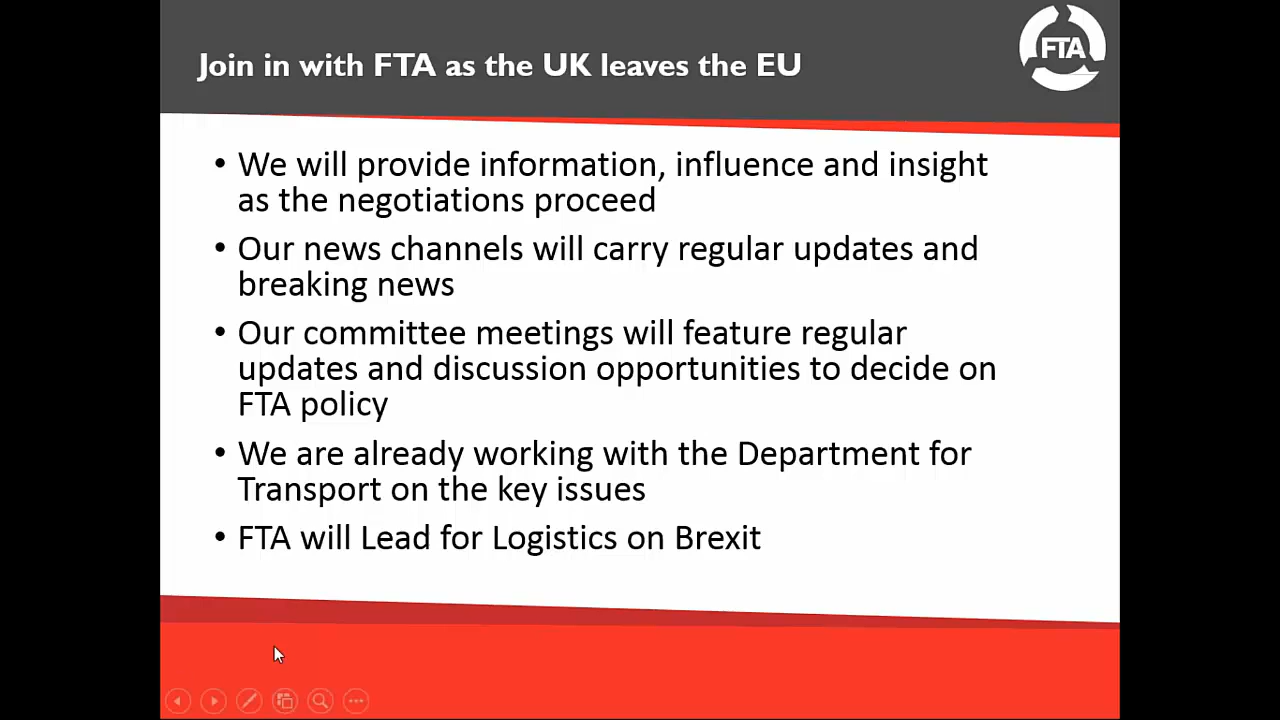 Join in with FTA as the UK leaves the EU
FTA
• We will provide information, influence and insight
as the negotiations proceed
• Our news channels will carry regular updates and
breaking news
• Our committee meetings will feature regular
updates and discussion opportunities to decide on
FTA policy
• We are already working with the Department for
Transport on the key issues
• FTA will Lead for Logistics on Brexit